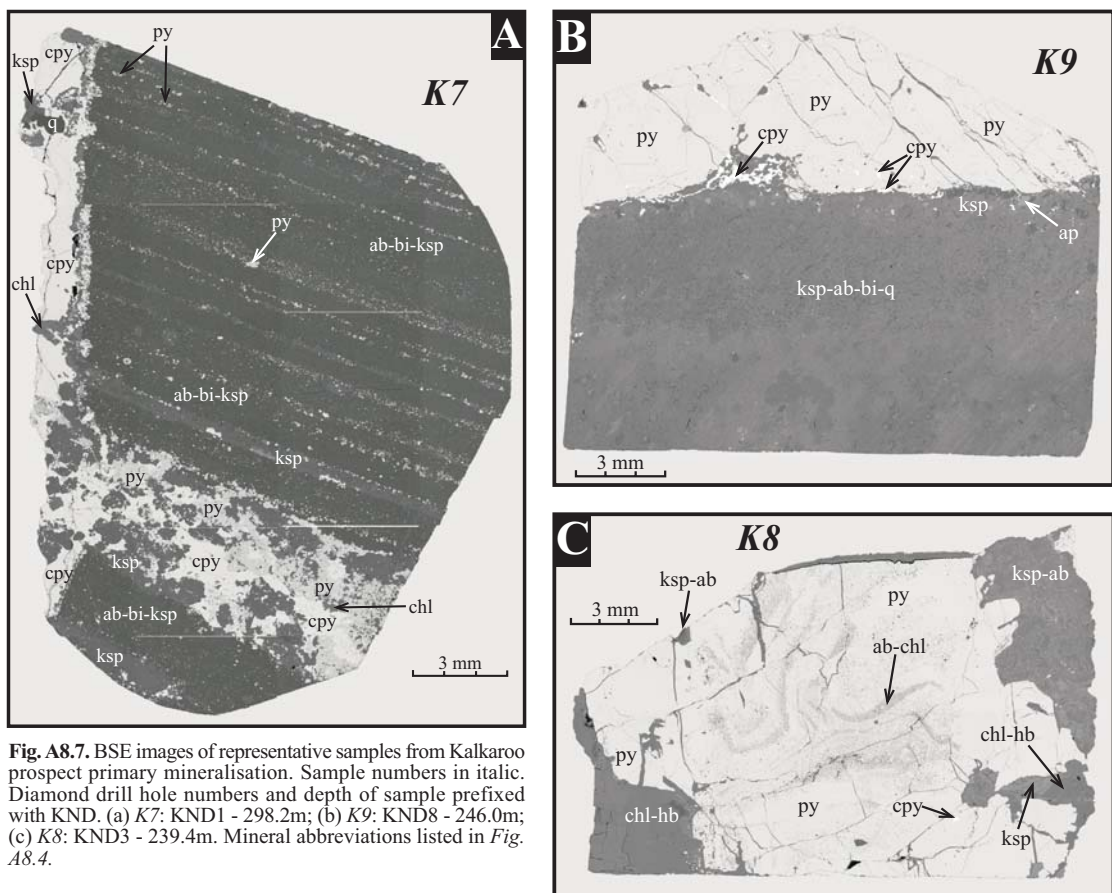 A
K7
py
cpy
ksp
q
py
ab-bi-ksp
cpy
chl
ab-bi-ksp
ksp
py
py
ksp
cpy
py
cpy
chl
ab-bi-ksp
cpy
ksp
3 mm
B
K9
py
py
py
cpy
cpy
ksp
ap
ksp-ab-bi-q
3 mm
C
K8
ksp-ab
ksp-ab
3 mm
py
ab-chl
chl-hb
py
py
cpy
chl-hb
ksp
Fig. A8.7. BSE images of representative samples from Kalkaroo
prospect primary mineralisation. Sample numbers in italic.
Diamond drill hole numbers and depth of sample prefixed
with KND. (a) K7: KND1 - 298.2m; (b) K9: KND8 - 246.0m;
(c) K8: KND3 - 239.4m. Mineral abbreviations listed in Fig.
A8.4.